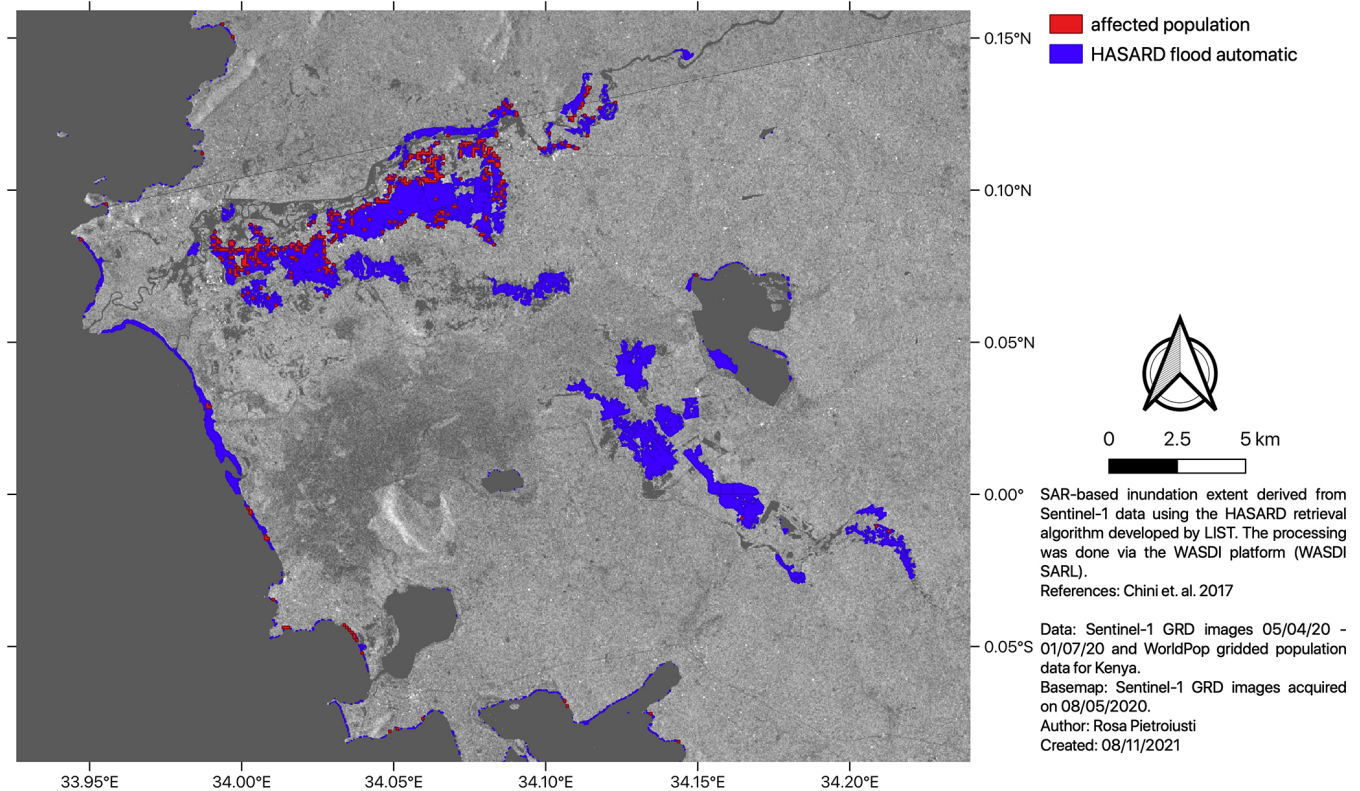 affected population
HASARD flood automatic
0.15°N
0.10°N
0.05°N
0.00°
0.05°S
0 2.5 5 km
SAR-based inundation extent derived from
Sentinel-1 data using the HASARD retrieval
algorithm developed by LIST. The processing
was done via the WASDI platform (WASDI
SARL).
References: Chini et. al. 2017
Data: Sentinel-1 GRD images 05/04/20 -
01/07/20 and WorldPop gridded population
data for Kenya.
Basemap: Sentinel-1 GRD images acquired
on 08/05/2020.
Author: Rosa Pietroiusti
Created: 08/11/2021
33.95°E 34.00°E 34.05°E 34.10°E 34.15°E 34.20°E